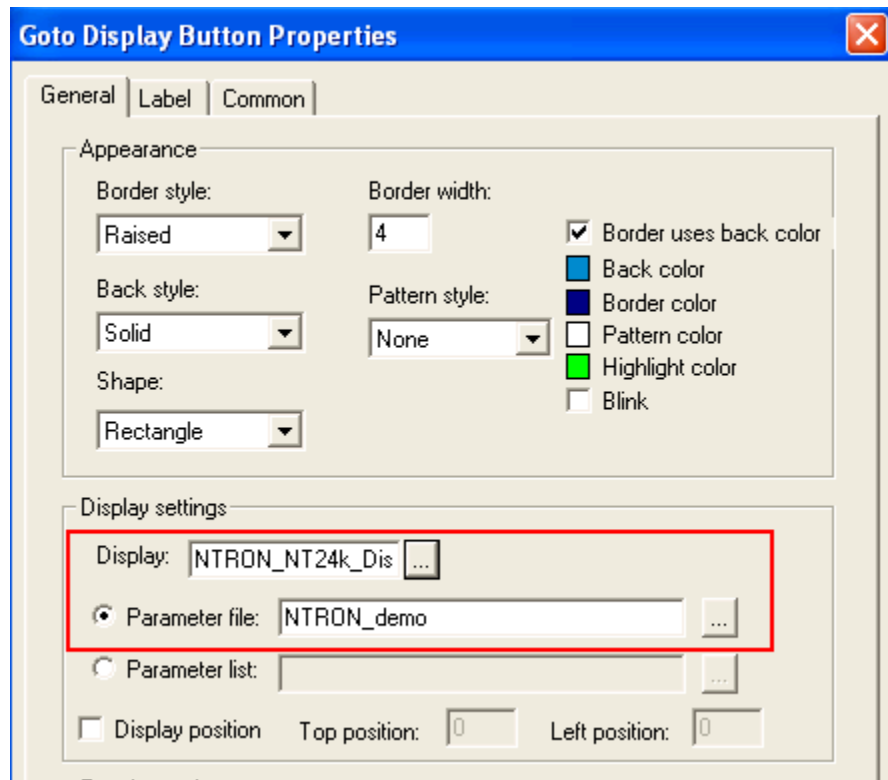 Goto Display Button Properties
General Label Common
Appearance
Border style: Border width:
Raised 4 Border uses back color
Back color
Back style: Pattern style: Border color
Solid None Pattern color
Highlight color
Shape: Blink
Rectangle
Display settings
Display: NTRON_NT24k_Dis ...
Parameter file: NTRON_demo ...
Parameter list: ...
Display position Top position: 0 Left position: 0